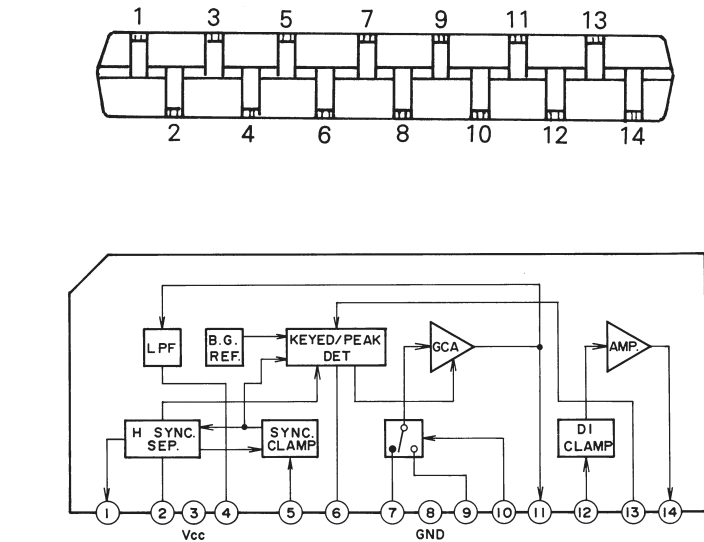 1 3 5 7 9 11 13
2 4 6 8 10 12 14
LPF
B.G.
REF.
KEYED/PEAK
DET
GCA
AMP.
H SYNC.
SEP.
SYNC.
CLAMP
DI
CLAMP
1 2 3 4 5 6 7 8 9 10 11 12 13 14
Vcc GND